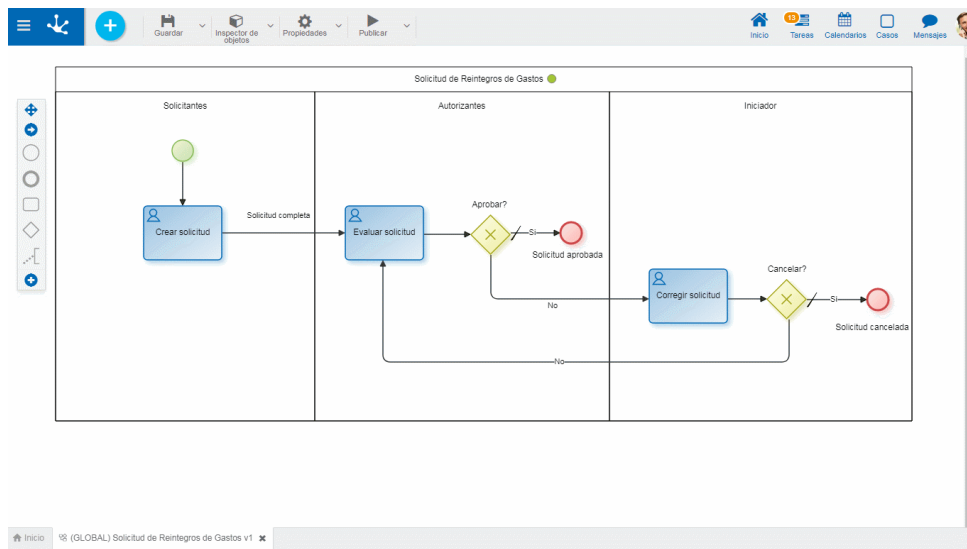 Guardar
Inspector de
objetos
Propiedades
Publicar
Inicio
13
Tareas
Calendarios
Casos
Mensajes
Solicitud de Reintegros de Gastos
Solicitantes
Autorizantes
Iniciador
Crear solicitud
Solicitud completa
Evaluar solicitud
Aprobar?
Si
Solicitud aprobada
No
Corregir solicitud
Cancelar?
Si
Solicitud cancelada
No
Inicio
(GLOBAL) Solicitud de Reintegros de Gastos v1